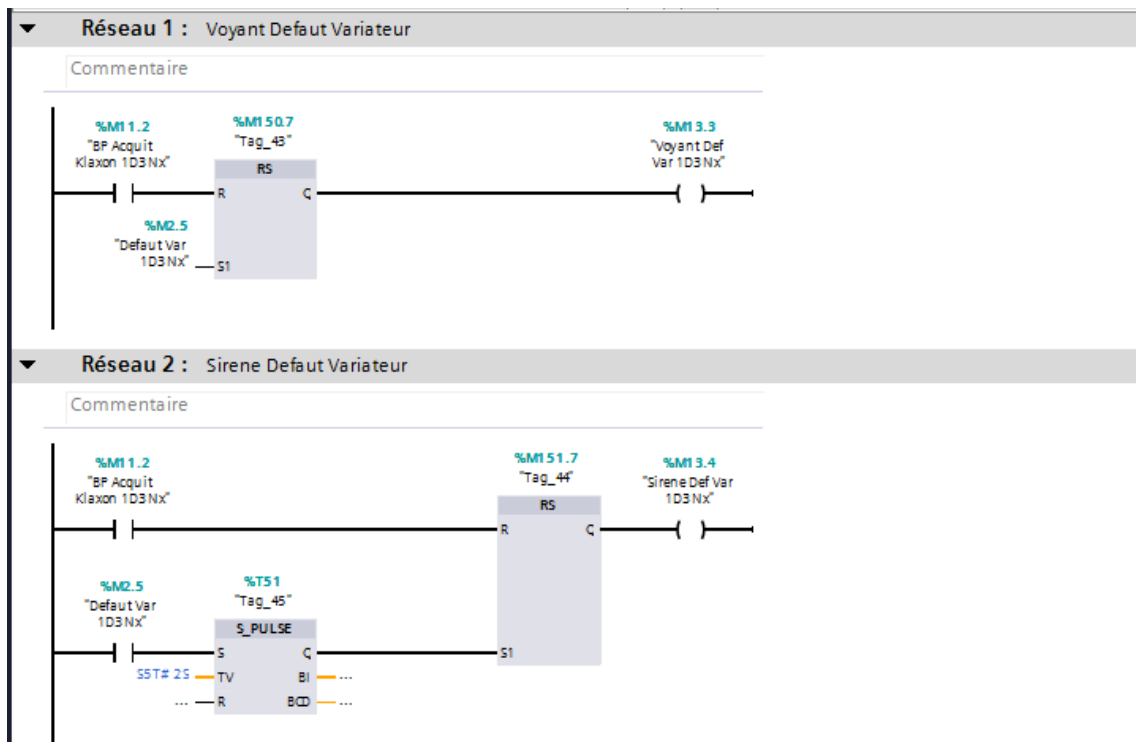 Réseau 1 : Voyant Defaut Variateur
Commentaire
%M11.2
"BP Acquit
Klaxon 1D3Nx"
%M150.7
"Tag_43"
RS
R
Q
%M13.3
"Voyant Def
Var 1D3Nx"
%M2.5
"Defaut Var
1D3Nx"
S1
Réseau 2 : Sirene Defaut Variateur
Commentaire
%M11.2
"BP Acquit
Klaxon 1D3Nx"
%M151.7
"Tag_44"
RS
R
Q
%M13.4
"Sirene Def Var
1D3Nx"
%M2.5
"Defaut Var
1D3Nx"
%T51
"Tag_45"
S_PULSE
S
Q
S1
S5T# 2S
TV
BI
...
...
R
BCD
...